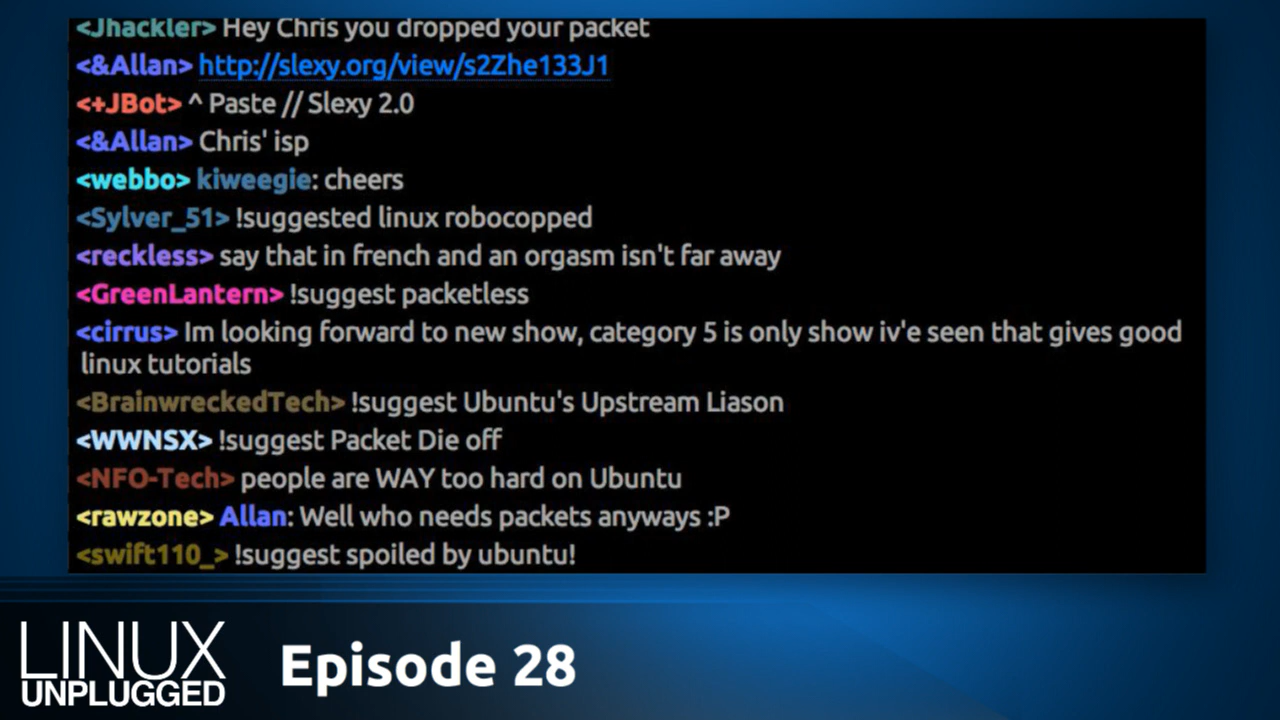 <Jhackler> Hey Chris you dropped your packet
<&Allan> http://slexy.org/view/s2Zhe133J1
<+JBot> ^ Paste // Slexy 2.0
<&Allan> Chris' isp
<webbo> kiweegie: cheers
<Sylver_51> !suggested linux robocopped
<reckless> say that in french and an orgasm isn't far away
<GreenLantern> !suggest packetless
<cirrus> Im looking forward to new show, category 5 is only show iv'e seen that gives good
linux tutorials
<BrainwreckedTech> !suggest Ubuntu's Upstream Liason
<WWNSX> !suggest Packet Die off
<NFO-Tech> people are WAY too hard on Ubuntu
<rawzone> Allan: Well who needs packets anyways :P
<swift110_> !suggest spoiled by ubuntu!
LINUX
UNPLUGGED
Episode 28